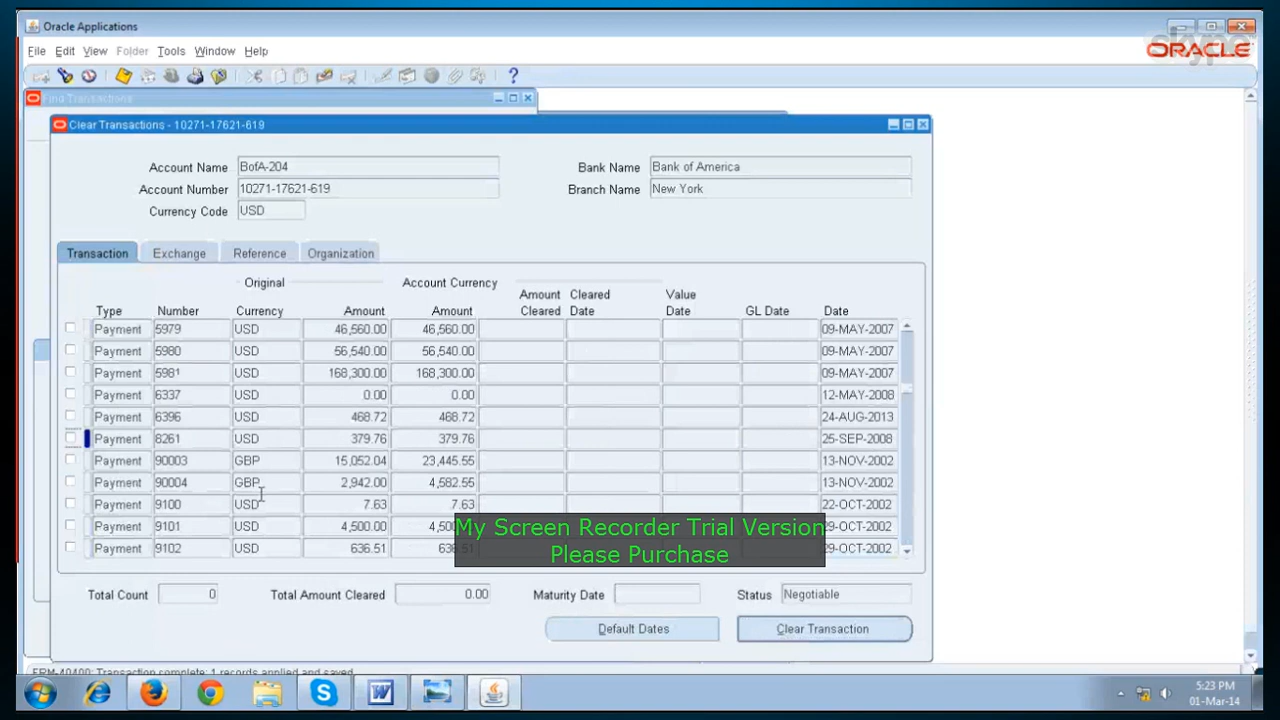 Oracle Applications
File Edit View Folder Tools Window Help
skype
ORACLE
Find Transactions
Clear Transactions - 10271-17621-619
Account Name BofA-204 Bank Name Bank of America
Account Number 10271-17621-619 Branch Name New York
Currency Code USD
Transaction Exchange Reference Organization
Original Account Currency
Amount Cleared Value
Type Number Currency Amount Amount Cleared Date Date GL Date Date
Payment 5979 USD 46,560.00 46,560.00 09-MAY-2007
Payment 5980 USD 56,540.00 56,540.00 09-MAY-2007
Payment 5981 USD 168,300.00 168,300.00 09-MAY-2007
Payment 6337 USD 0.00 0.00 12-MAY-2008
Payment 6396 USD 468.72 468.72 24-AUG-2013
Payment 8261 USD 379.76 379.76 25-SEP-2008
Payment 90003 GBP 15,052.04 23,445.55 13-NOV-2002
Payment 90004 GBP 2,942.00 4,582.55 13-NOV-2002
Payment 9100 USD 7.63 7.63 22-OCT-2002
Payment 9101 USD 4,500.00
Payment 9102 USD 636.51
My Screen Recorder Trial Version
Please Purchase
Total Count 0 Total Amount Cleared 0.00 Maturity Date Status Negotiable
Default Dates Clear Transaction
FRM-40400: Transaction complete: 1 records applied and saved.
5:23 PM
01-Mar-14